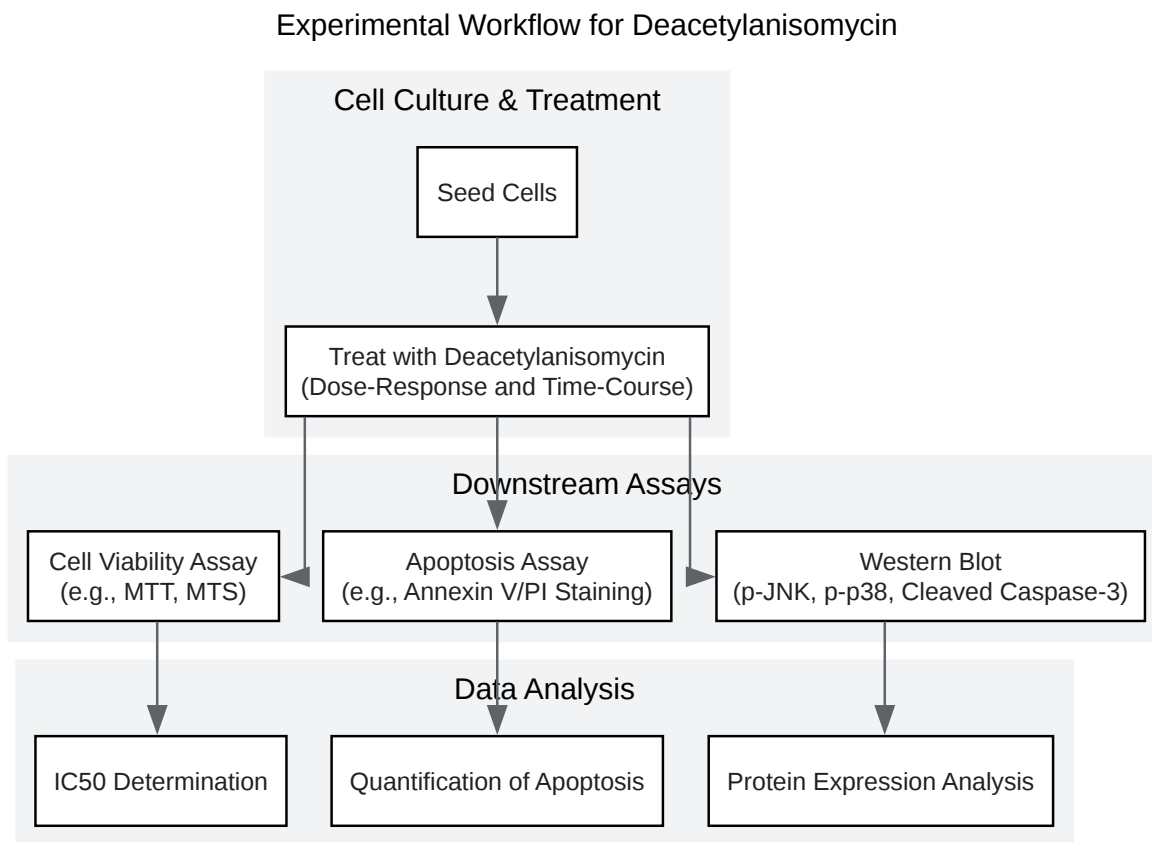 Experimental Workflow for Deacetylanisomycin
Cell Culture & Treatment
Seed Cells
Treat with Deacetylanisomycin
(Dose-Response and Time-Course)
Downstream Assays
Cell Viability Assay
(e.g., MTT, MTS)
Apoptosis Assay
(e.g., Annexin V/PI Staining)
Western Blot
(p-JNK, p-p38, Cleaved Caspase-3)
Data Analysis
IC50 Determination
Quantification of Apoptosis
Protein Expression Analysis